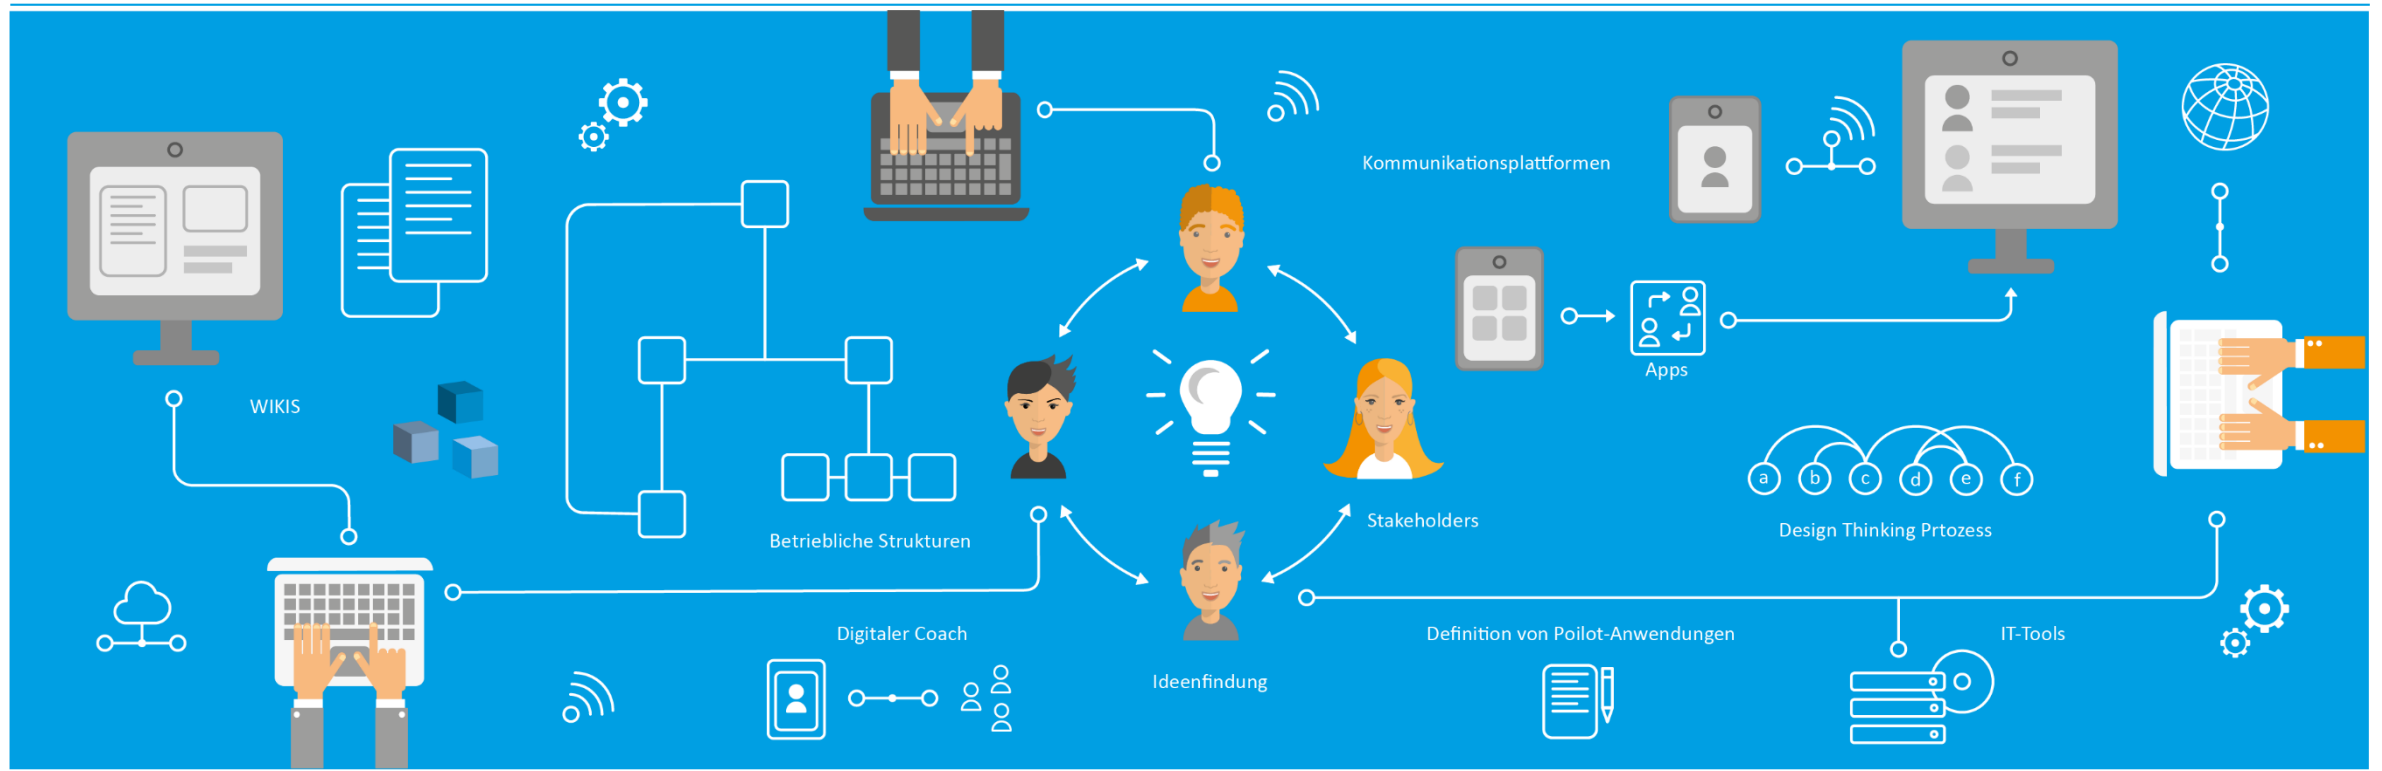 Kommunikationsplattformen
Apps
WIKIS
a b c d e f
Stakeholders
Design Thinking Prtozess
Betriebliche Strukturen
Digitaler Coach
Definition von Poilot-Anwendungen
IT-Tools
Ideenfindung